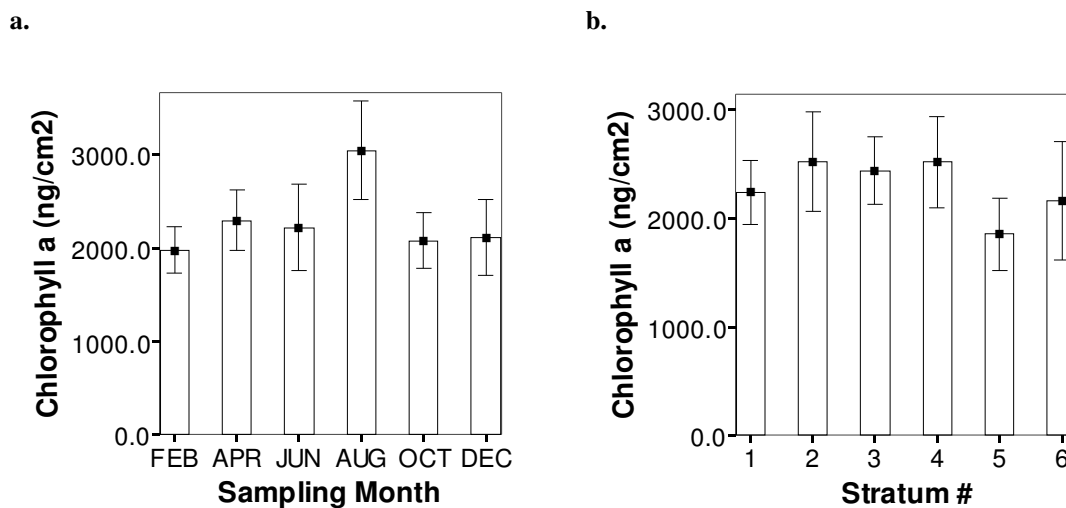 a.
b.
Chlorophyll a (ng/cm2)
3000.0
2000.0
1000.0
0.0
FEB APR JUN AUG OCT DEC
Sampling Month
Chlorophyll a (ng/cm2)
3000.0
2000.0
1000.0
0.0
1 2 3 4 5 6
Stratum #